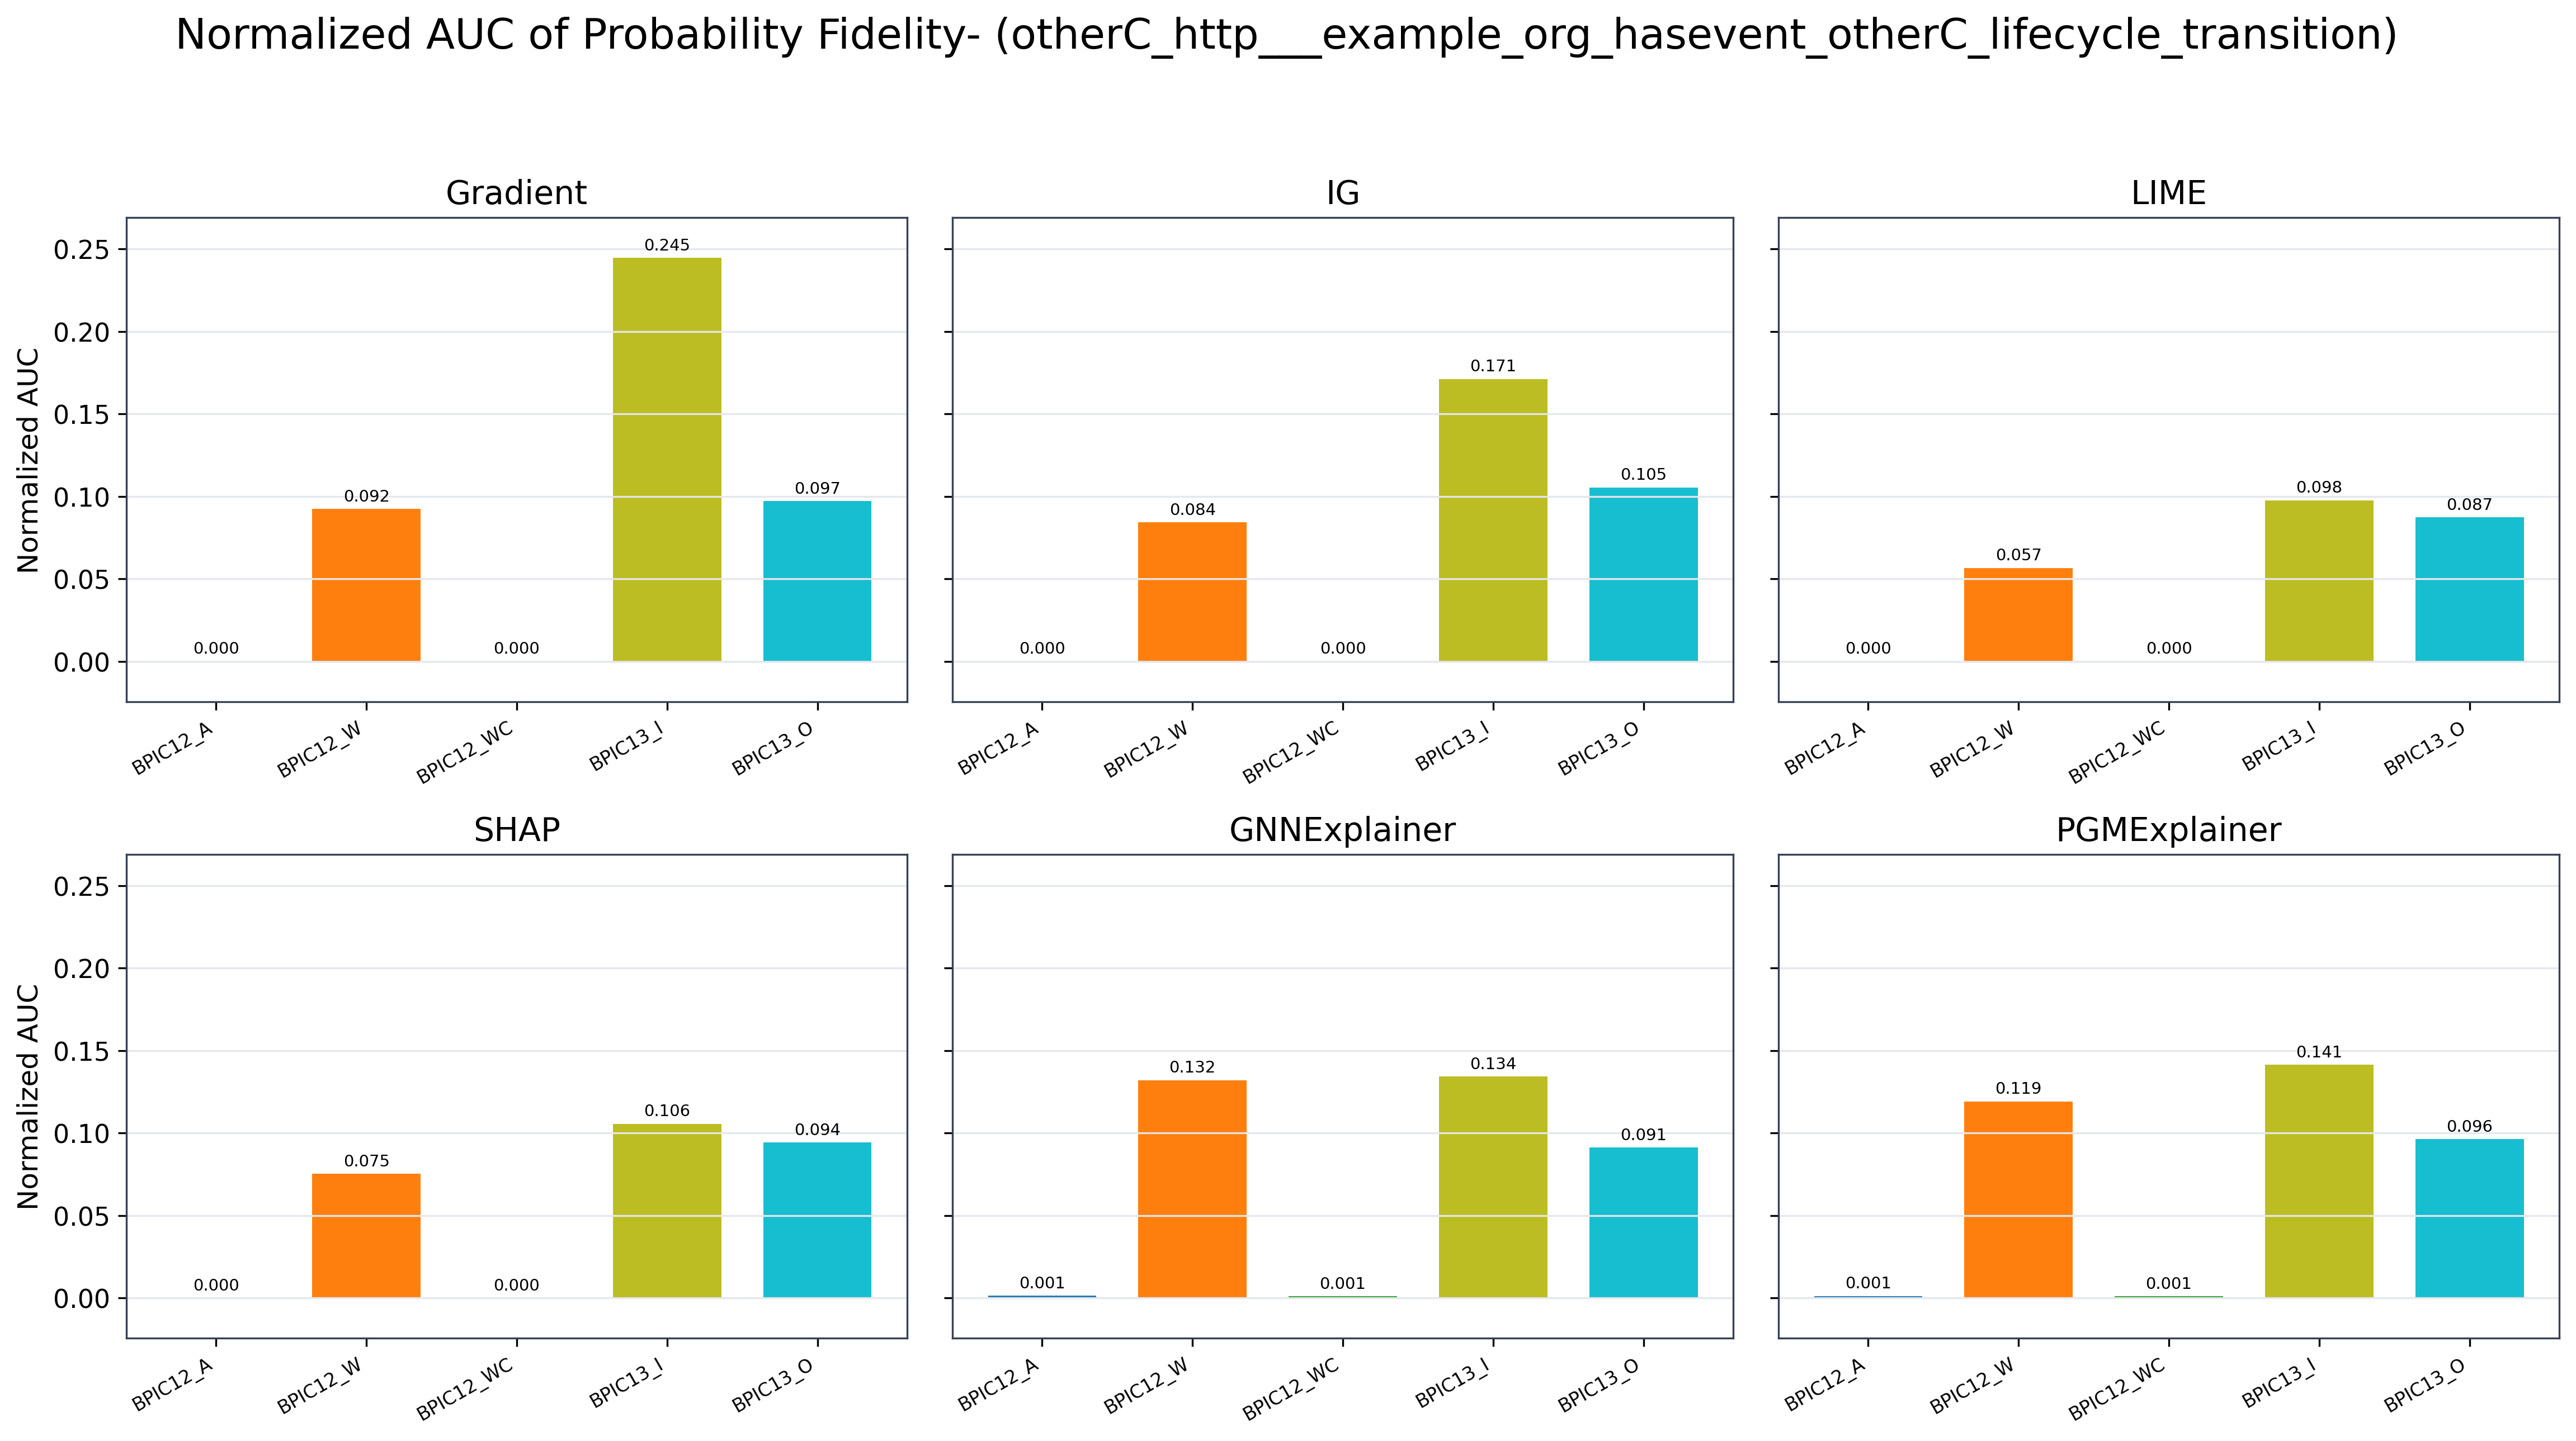 Normalized AUC of Probability Fidelity- (otherC_http___example_org_hasevent_otherC_lifecycle_transition)
Gradient
IG
LIME
Normalized AUC
0.25
0.20
0.15
0.10
0.05
0.00
0.000
0.092
0.000
0.245
0.097
0.000
0.084
0.000
0.171
0.105
0.000
0.057
0.000
0.098
0.087
BPIC12_A
BPIC12_W
BPIC12_WC
BPIC13_I
BPIC13_O
BPIC12_A
BPIC12_W
BPIC12_WC
BPIC13_I
BPIC13_O
BPIC12_A
BPIC12_W
BPIC12_WC
BPIC13_I
BPIC13_O
SHAP
GNNExplainer
PGMExplainer
Normalized AUC
0.25
0.20
0.15
0.10
0.05
0.00
0.000
0.075
0.000
0.106
0.094
0.001
0.132
0.001
0.134
0.091
0.001
0.119
0.001
0.141
0.096
BPIC12_A
BPIC12_W
BPIC12_WC
BPIC13_I
BPIC13_O
BPIC12_A
BPIC12_W
BPIC12_WC
BPIC13_I
BPIC13_O
BPIC12_A
BPIC12_W
BPIC12_WC
BPIC13_I
BPIC13_O